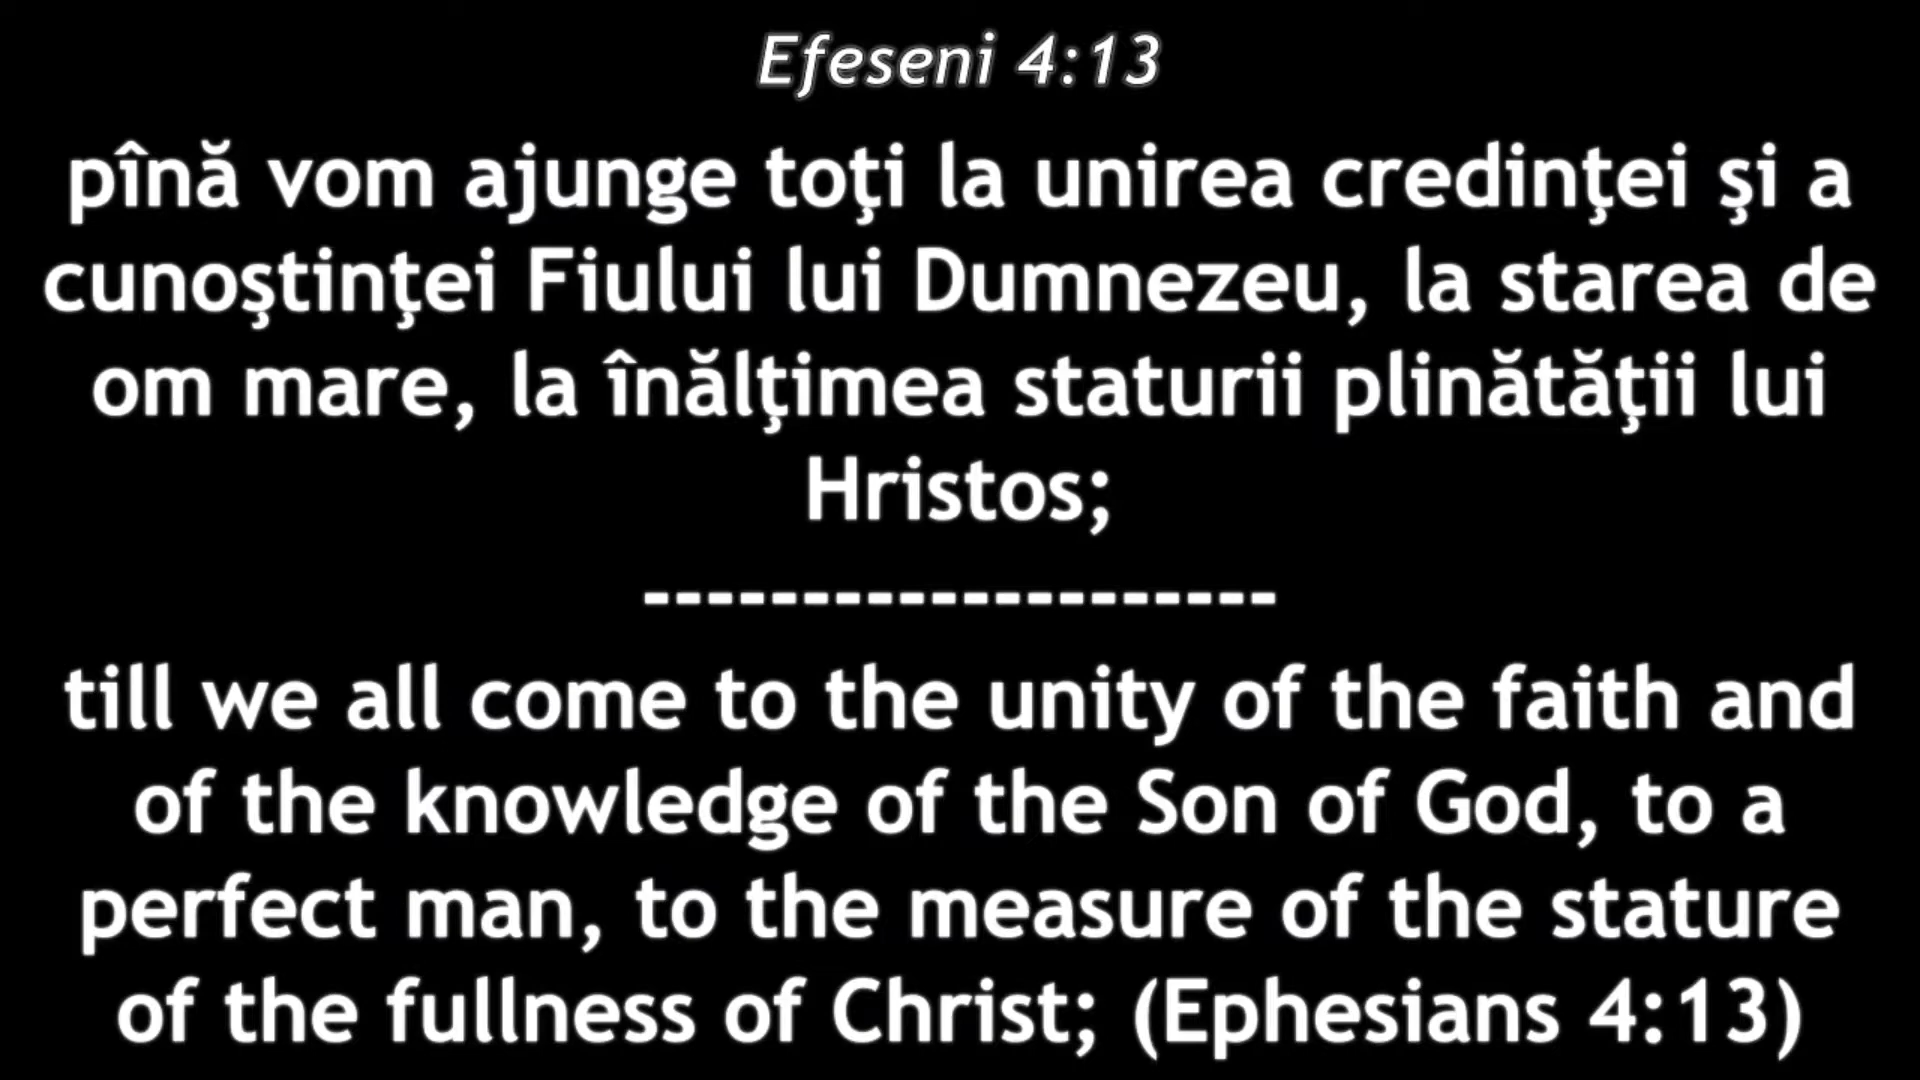 Efeseni 4:13
pînă vom ajunge toţi la unirea credinţei şi a
cunoştinţei Fiului lui Dumnezeu, la starea de
om mare, la înălţimea staturii plinătăţii lui
Hristos;
--------------------
till we all come to the unity of the faith and
of the knowledge of the Son of God, to a
perfect man, to the measure of the stature
of the fullness of Christ; (Ephesians 4:13)